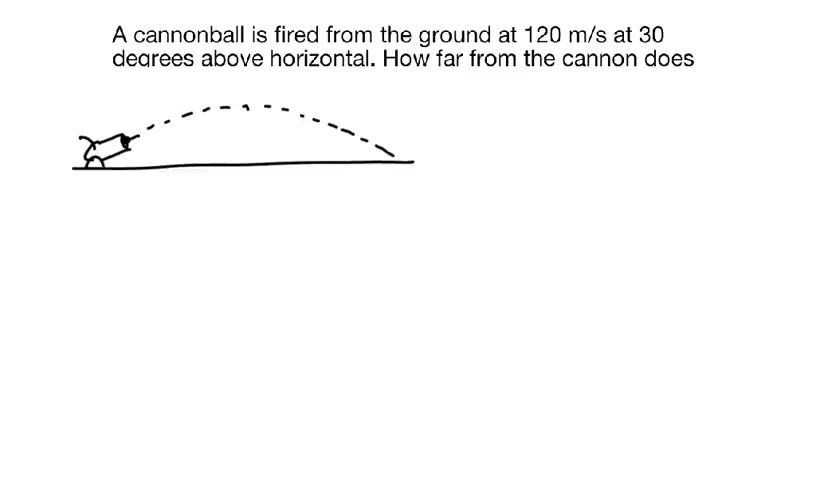 A cannonball is fired from the ground at 120 m/s at 30
degrees above horizontal. How far from the cannon does